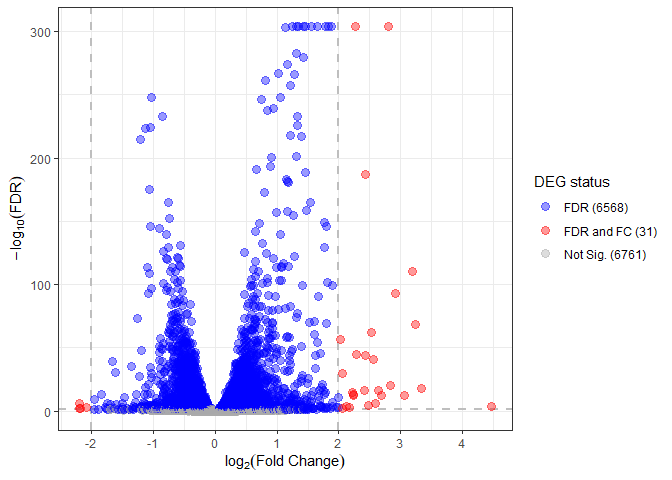 300
200
100
0
−log10(FDR)
-2 -1 0 1 2 3 4
log2(Fold Change)
DEG status
FDR (6568)
FDR and FC (31)
Not Sig. (6761)